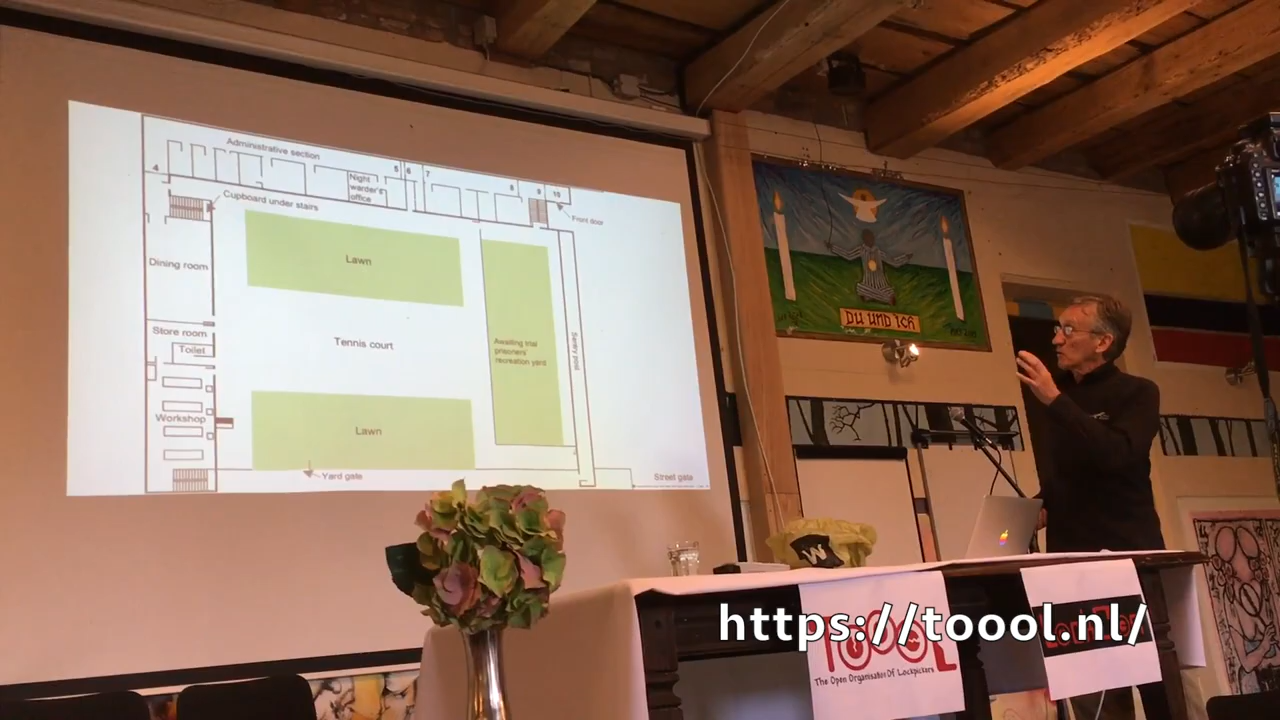 Administrative section
4
5
6
7
8
9
10
Night
warder's
office
Cupboard under stairs
Front door
Lawn
Dining room
Store room
Toilet
Tennis court
Awaiting trial
prisoners'
recreation yard
Sentry post
Workshop
Lawn
Yard gate
Street gate
DU UND ICH
W
https://toool.nl/
TOOOL
The Open Organisation Of Lockpickers